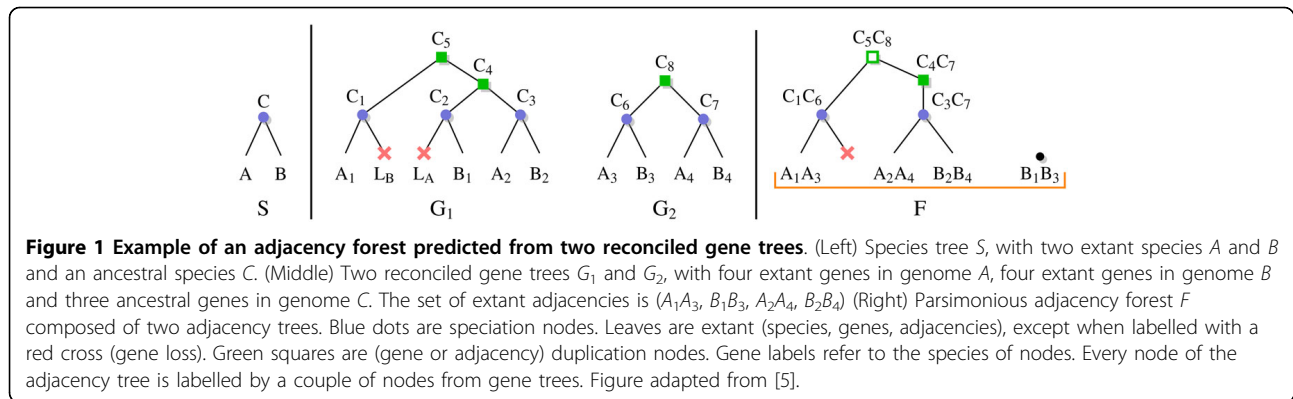 C
A B
S
C5
C4
C1 C2 C3
A1 LB LA B1 A2 B2
G1
C8
C6 C7
A3 B3 A4 B4
G2
C5C8
C4C7
C1C6 C3C7
A1A3 A2A4 B2B4 B1B3
F
Figure 1 Example of an adjacency forest predicted from two reconciled gene trees. (Left) Species tree S, with two extant species A and B
and an ancestral species C. (Middle) Two reconciled gene trees G1 and G2, with four extant genes in genome A, four extant genes in genome B
and three ancestral genes in genome C. The set of extant adjacencies is (A1A3, B1B3, A2A4, B2B4) (Right) Parsimonious adjacency forest F
composed of two adjacency trees. Blue dots are speciation nodes. Leaves are extant (species, genes, adjacencies), except when labelled with a
red cross (gene loss). Green squares are (gene or adjacency) duplication nodes. Gene labels refer to the species of nodes. Every node of the
adjacency tree is labelled by a couple of nodes from gene trees. Figure adapted from [5].